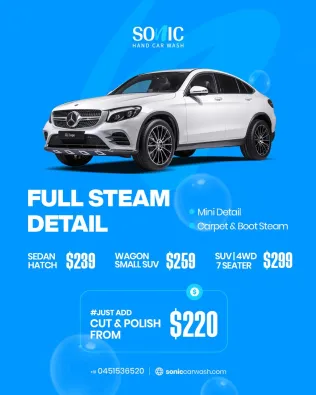 SONIC
HAND CAR WASH
FULL STEAM
DETAIL
Mini Detail
Carpet & Boot Steam
SEDAN
HATCH $239
WAGON
SMALL SUV $259
SUV | 4WD
7 SEATER $299
#JUST ADD
CUT & POLISH
FROM
$220
0451536520 | soniccarwash.com